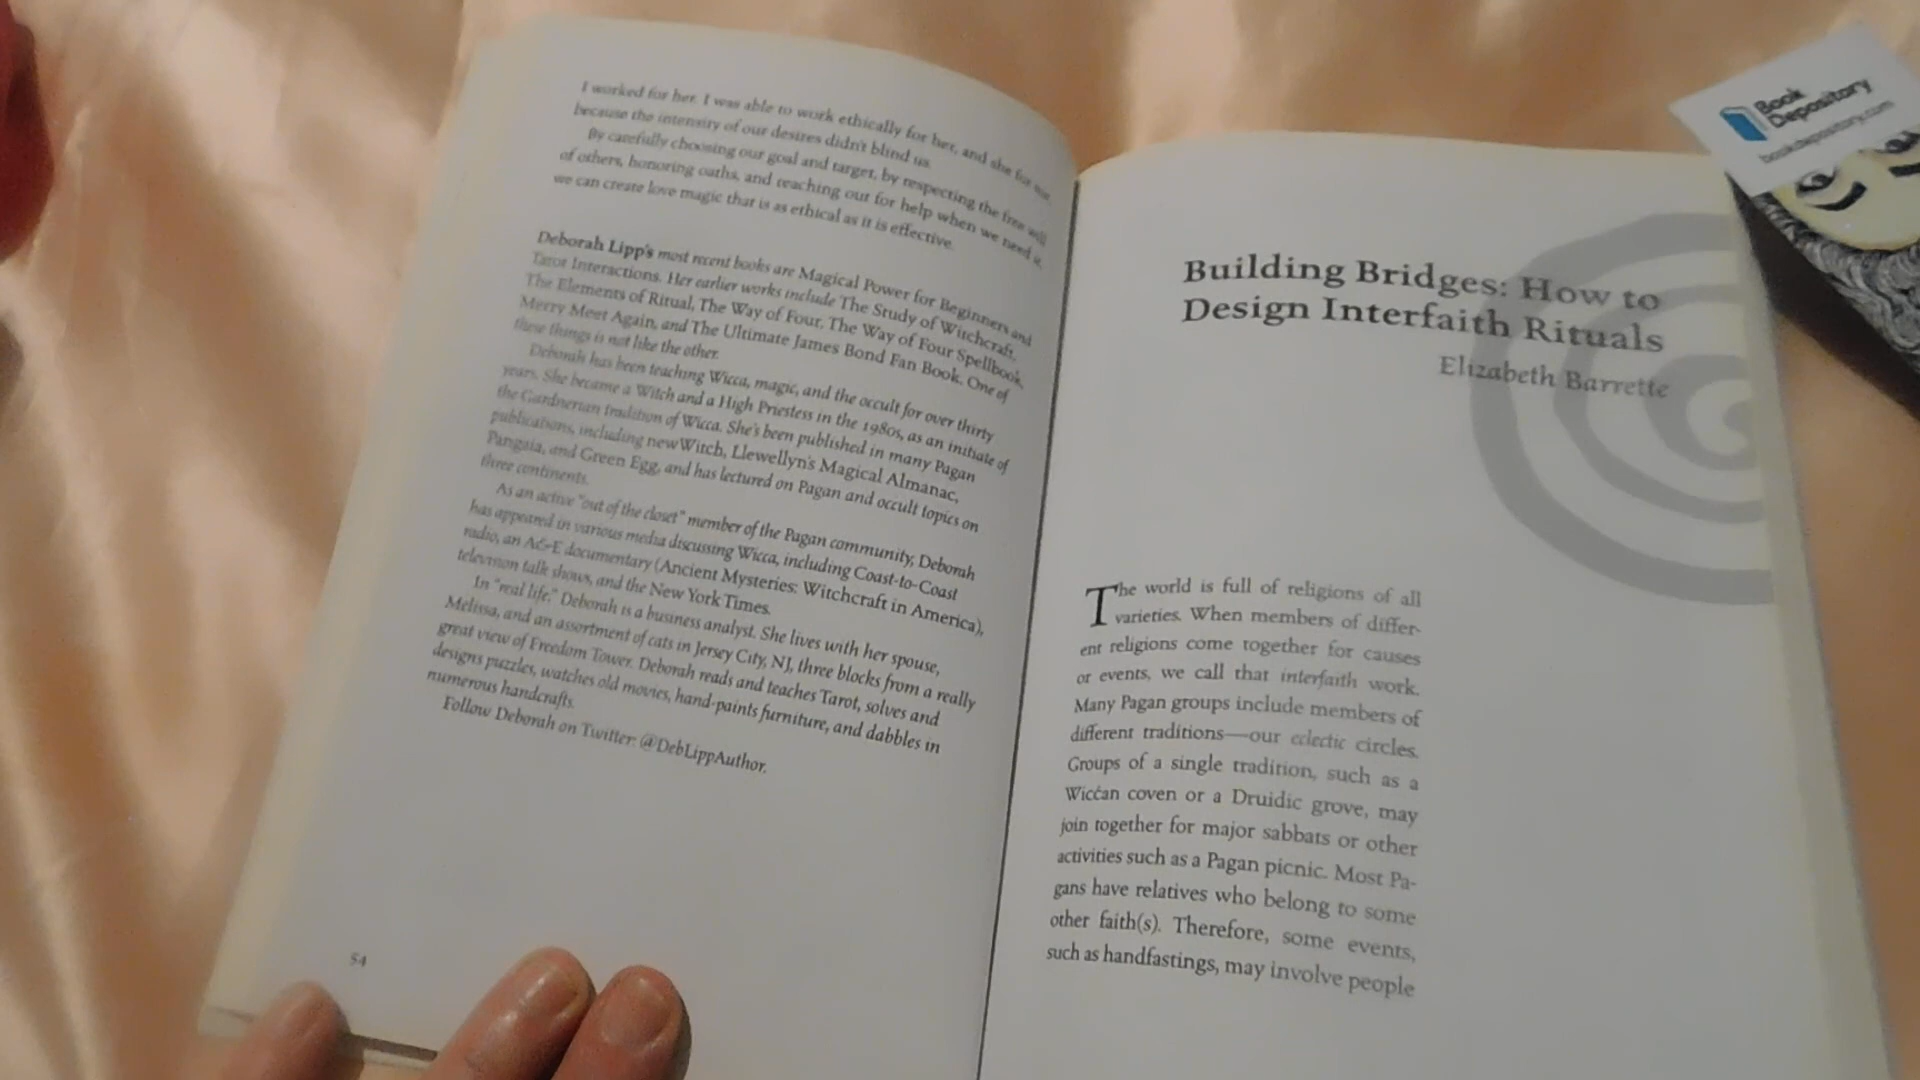 I worked for her. I was able to work ethically for her, and she for me
because the intensity of our desires didn't blind us.
By carefully choosing our goal and target, by respecting the free will
of others, honoring oaths, and reaching out for help when we need it,
we can create love magic that is as ethical as it is effective.
Deborah Lipp's most recent books are Magical Power for Beginners and
Tarot Interactions. Her earlier works include The Study of Witchcraft,
The Elements of Ritual, The Way of Four, The Way of Four Spellbook,
Merry Meet Again, and The Ultimate James Bond Fan Book. One of
these things is not like the other.
Deborah has been teaching Wicca, magic, and the occult for over thirty
years. She became a Witch and a High Priestess in the 1980s, as an initiate of
the Gardnerian tradition of Wicca. She's been published in many Pagan
publications, including newWitch, Llewellyn's Magical Almanac,
Pangaia, and Green Egg, and has lectured on Pagan and occult topics on
three continents.
As an active "out of the closet" member of the Pagan community, Deborah
has appeared in various media discussing Wicca, including Coast-to-Coast
radio, an A&E documentary (Ancient Mysteries: Witchcraft in America),
television talk shows, and the New York Times.
In "real life," Deborah is a business analyst. She lives with her spouse,
Melissa, and an assortment of cats in Jersey City, NJ, three blocks from a really
great view of Freedom Tower. Deborah reads and teaches Tarot, solves and
designs puzzles, watches old movies, hand-paints furniture, and dabbles in
numerous handcrafts.
Follow Deborah on Twitter: @DebLippAuthor.
54
Building Bridges: How to
Design Interfaith Rituals
Elizabeth Barrette
The world is full of religions of all
varieties. When members of differ-
ent religions come together for causes
or events, we call that interfaith work.
Many Pagan groups include members of
different traditions—our eclectic circles.
Groups of a single tradition, such as a
Wiccan coven or a Druidic grove, may
join together for major sabbats or other
activities such as a Pagan picnic. Most Pa-
gans have relatives who belong to some
other faith(s). Therefore, some events,
such as handfastings, may involve people
Book
Depository
bookdepository.com